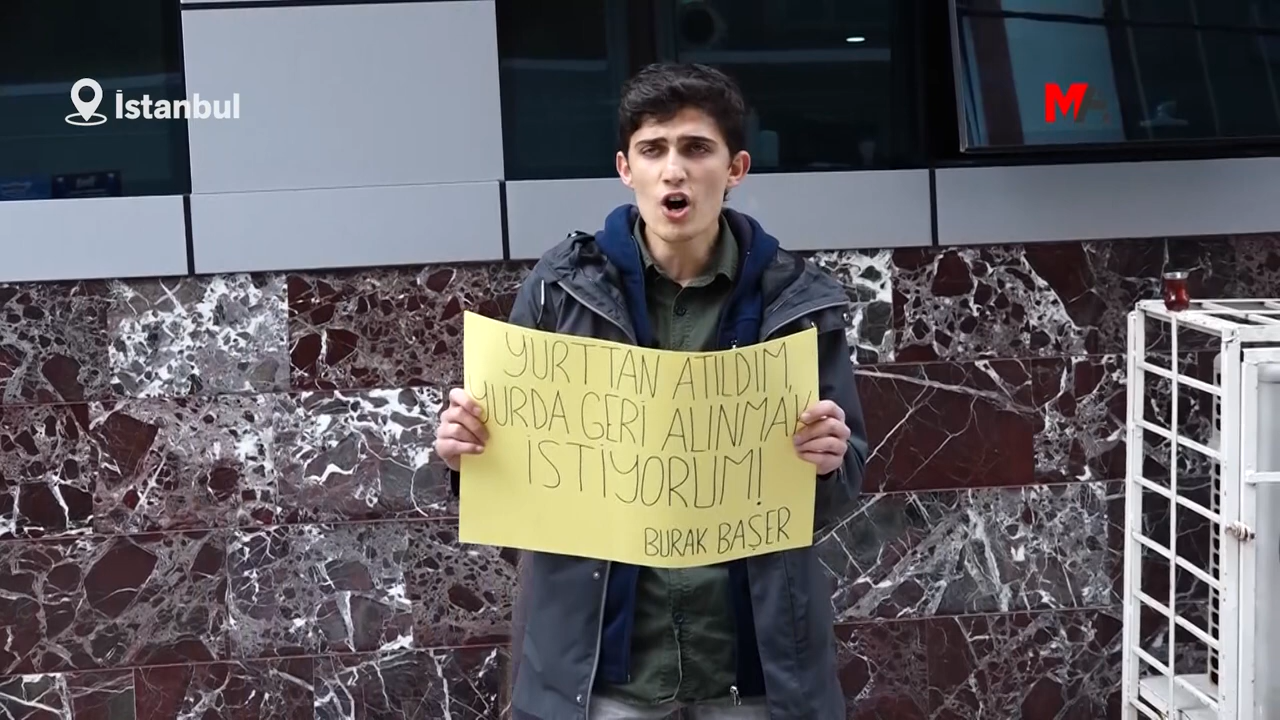 İstanbul
YURTTAN ATILDIM,
YURDA GERİ ALINMAK
İSTİYORUM!
BURAK BAŞER